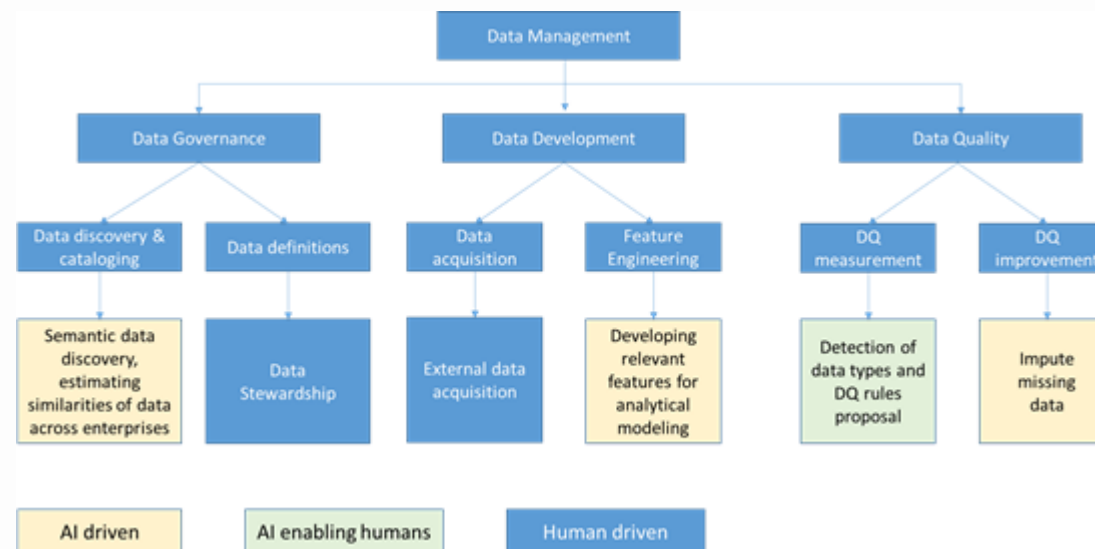 Data Management
Data Governance
Data Development
Data Quality
Data discovery &
cataloging
Data definitions
Data
acquisition
Feature
Engineering
DQ
measurement
DQ
improvement
Semantic data
discovery,
estimating
similarities of data
across enterprises
Data
Stewardship
External data
acquisition
Developing
relevant
features for
analytical
modeling
Detection of
data types and
DQ rules
proposal
Impute
missing
data
AI driven
AI enabling humans
Human driven